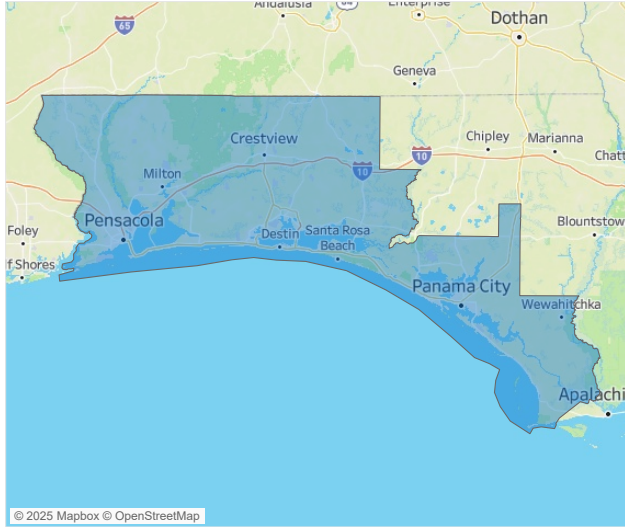 Andalusia
Enterprise
84
65
Dothan
Geneva
Crestview
10
Chipley
Marianna
Chatt
Milton
10
Pensacola
Foley
Destin
Santa Rosa
Beach
Blountstow
f Shores
Panama City
Wewahitchka
Apalachi
© 2025 Mapbox © OpenStreetMap